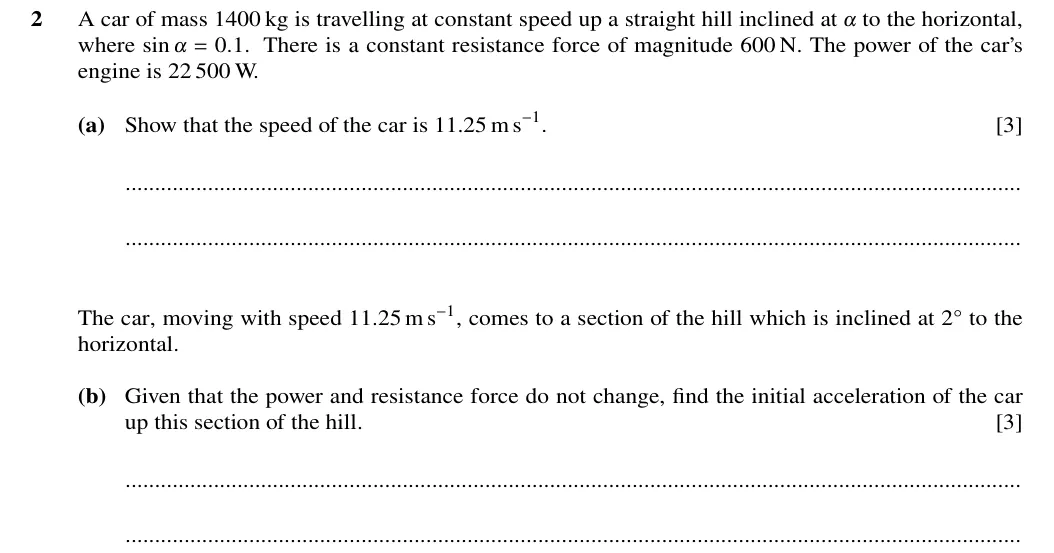 2 A car of mass 1400 kg is travelling at constant speed up a straight hill inclined at α to the horizontal,
where sin α = 0.1. There is a constant resistance force of magnitude 600 N. The power of the car's
engine is 22 500 W.
(a) Show that the speed of the car is 11.25 m s⁻¹. [3]
................................................................................
................................................................................
The car, moving with speed 11.25 m s⁻¹, comes to a section of the hill which is inclined at 2° to the
horizontal.
(b) Given that the power and resistance force do not change, find the initial acceleration of the car
up this section of the hill. [3]
................................................................................
................................................................................